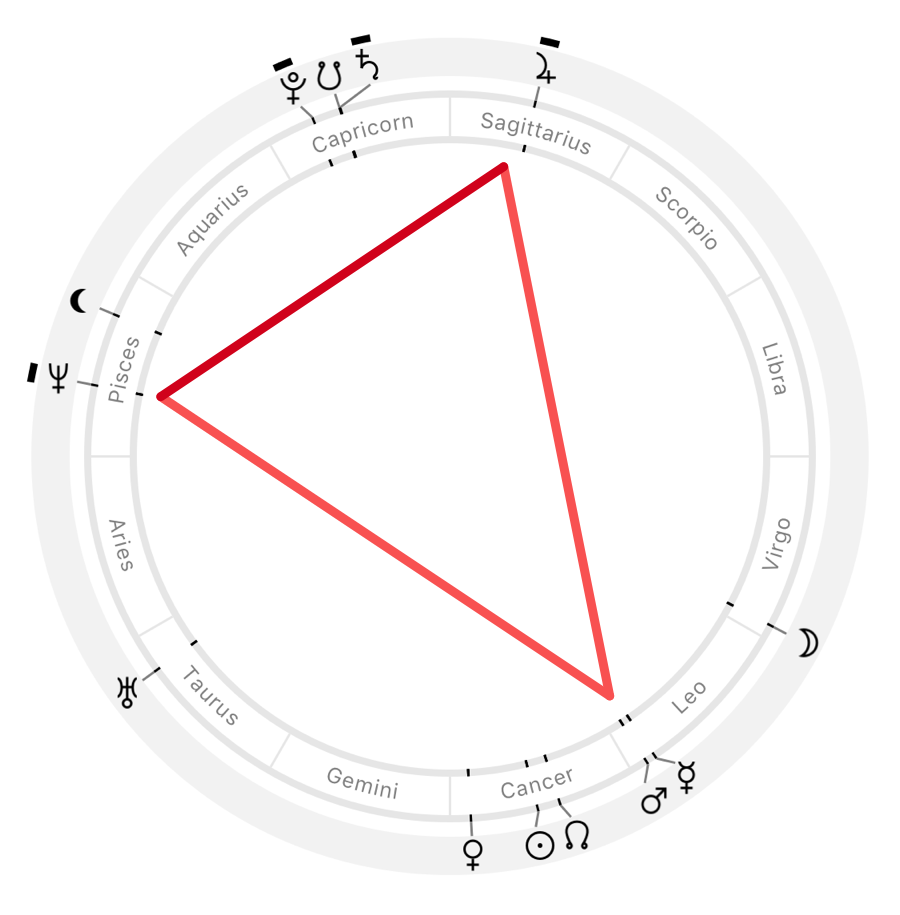 Capricorn
Sagittarius
Aquarius
Scorpio
Pisces
Libra
Aries
Virgo
Taurus
Leo
Gemini
Cancer